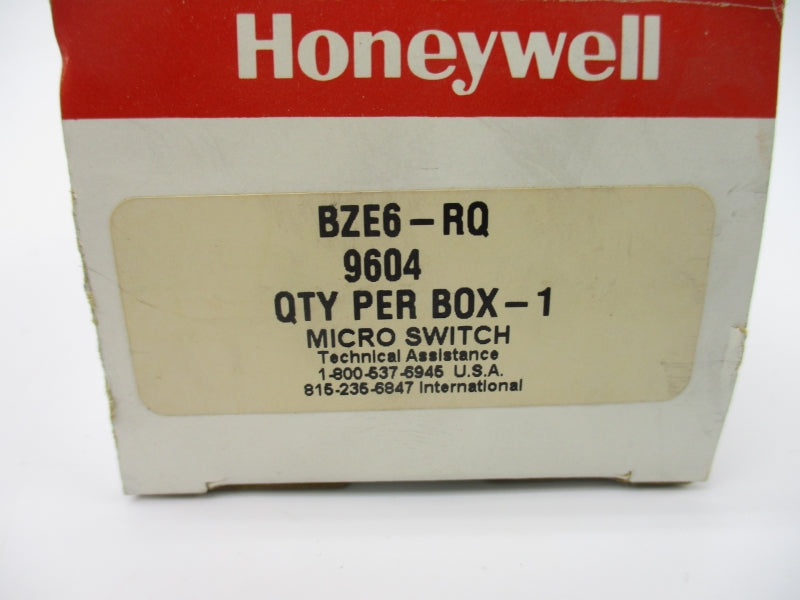 Honeywell
BZE6-RQ
9604
QTY PER BOX-1
MICRO SWITCH
Technical Assistance
1-800-537-6945 U.S.A.
815-235-6847 International